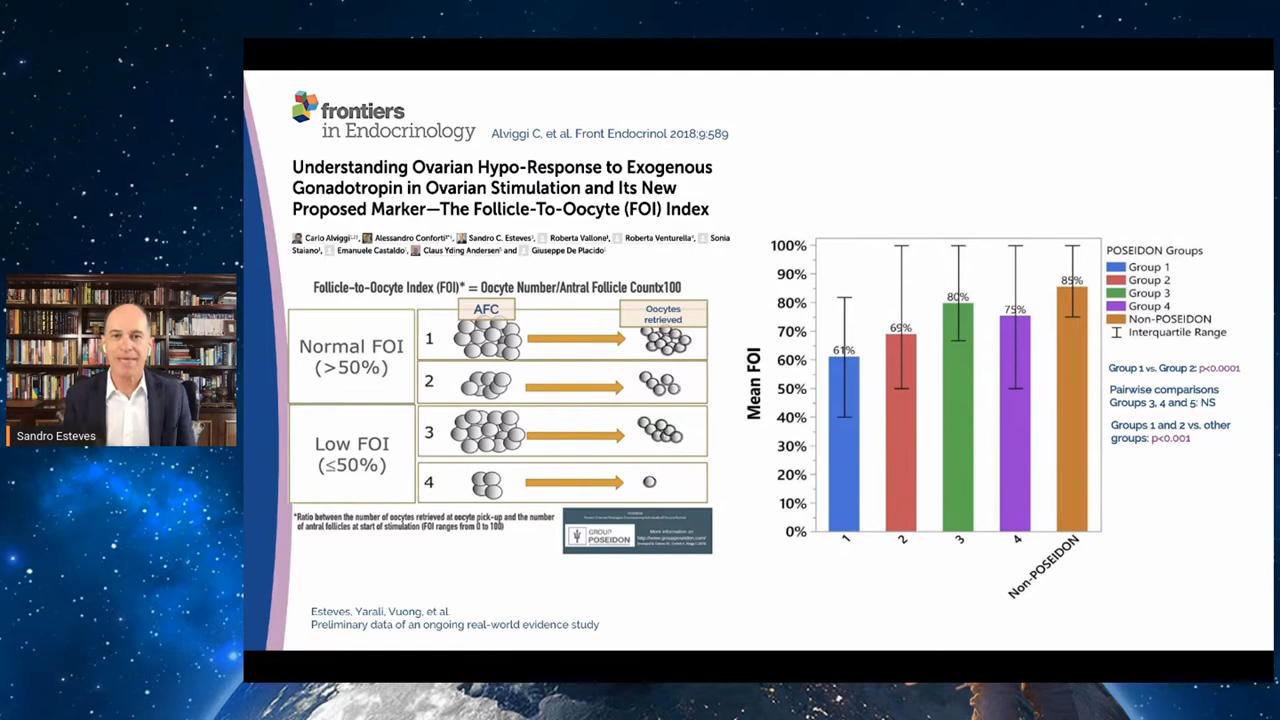 frontiers
in Endocrinology
Alviggi C, et al. Front Endocrinol 2018;9:589
Understanding Ovarian Hypo-Response to Exogenous
Gonadotropin in Ovarian Stimulation and Its New
Proposed Marker—The Follicle-To-Oocyte (FOI) Index
Carlo Alviggi, Alessandro Conforti, Sandro C. Esteves, Roberta Vallone, Roberta Venturella, Sonia
Staiano, Emanuele Castaldo, Claus Yding Andersen and Giuseppe De Placido
Follicle-to-Oocyte Index (FOI)* = Oocyte Number/Antral Follicle Countx100
AFC
Oocytes
retrieved
Normal FOI
(>50%)
1
2
Low FOI
(≤50%)
3
4
*Ratio between the number of oocytes retrieved at oocyte pick-up and the number
of antral follicles at start of stimulation (FOI ranges from 0 to 100)
GROUP
POSEIDON
More information on
http://www.groupposeidon.com/
Esteves, Yarali, Vuong, et al.
Preliminary data of an ongoing real-world evidence study
Mean FOI
100%
90%
80%
70%
60%
50%
40%
30%
20%
10%
0%
61%
69%
80%
75%
85%
1
2
3
4
Non-POSEIDON
POSEIDON Groups
Group 1
Group 2
Group 3
Group 4
Non-POSEIDON
Interquartile Range
Group 1 vs. Group 2: p<0.0001
Pairwise comparisons
Groups 3, 4 and 5: NS
Groups 1 and 2 vs. other
groups: p<0.001
Sandro Esteves